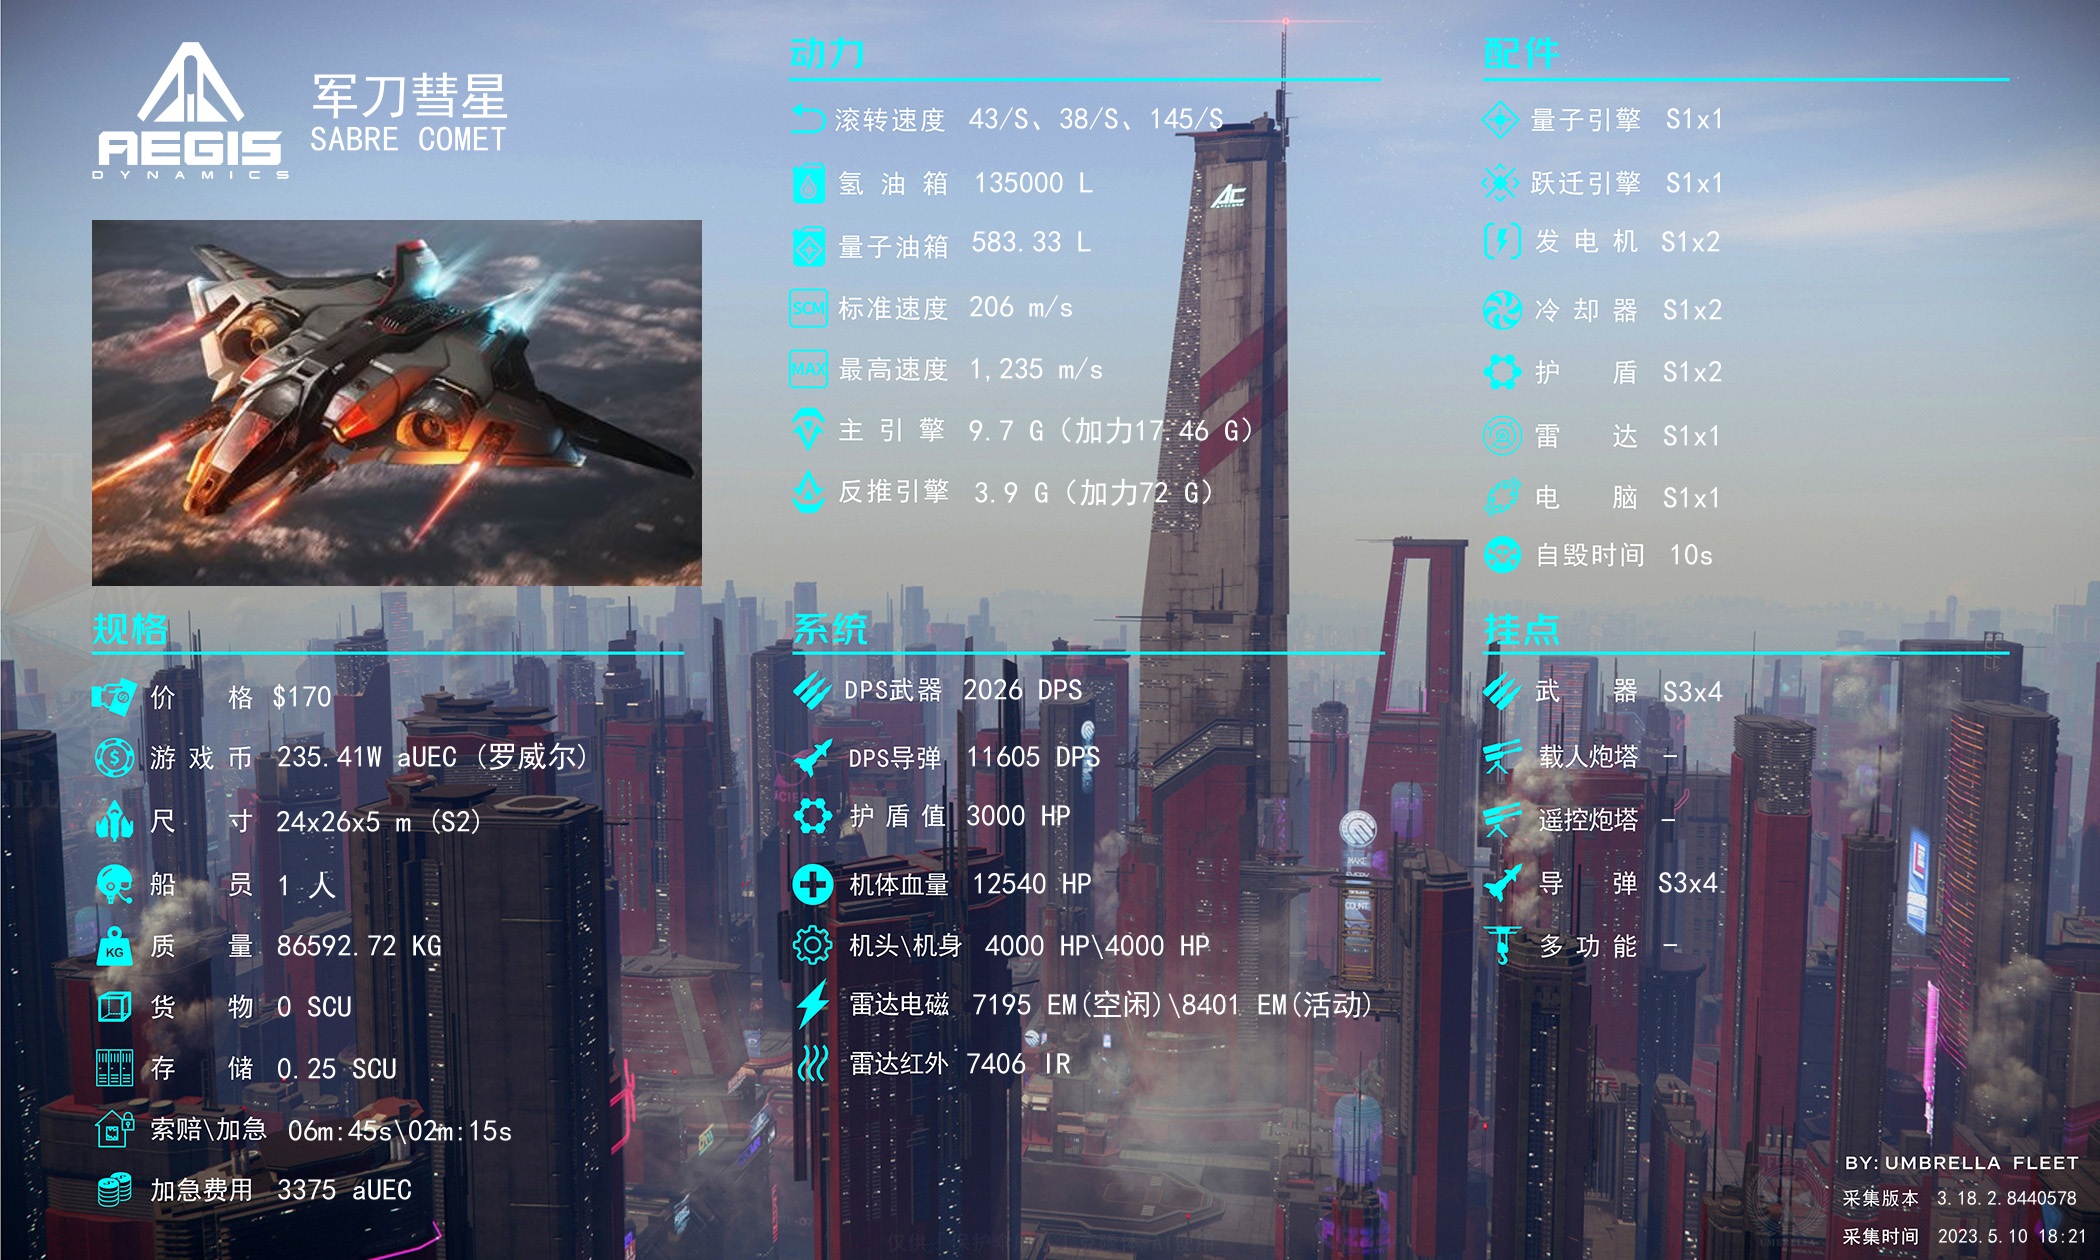 AEGIS
DYNAMICS
军刀彗星
SABRE COMET
动力
滚转速度 43/S、38/S、145/S
氢油箱 135000 L
量子油箱 583.33 L
SCM 标准速度 206 m/s
MAX 最高速度 1,235 m/s
主引擎 9.7 G（加力17.46 G）
反推引擎 3.9 G（加力72 G）
配件
量子引擎 S1x1
跃迁引擎 S1x1
发电机 S1x2
冷却器 S1x2
护盾 S1x2
雷达 S1x1
电脑 S1x1
自毁时间 10s
规格
价格 $170
游戏币 235.41W aUEC (罗威尔)
尺寸 24x26x5 m (S2)
船员 1 人
KG 质量 86592.72 KG
货物 0 SCU
存储 0.25 SCU
索赔\加急 06m:45s\02m:15s
加急费用 3375 aUEC
系统
DPS武器 2026 DPS
DPS导弹 11605 DPS
护盾值 3000 HP
机体血量 12540 HP
机头\机身 4000 HP\4000 HP
雷达电磁 7195 EM(空闲)\8401 EM(活动)
雷达红外 7406 IR
挂点
武器 S3x4
载人炮塔 -
遥控炮塔 -
导弹 S3x4
多功能 -
AC
MAKE
EVERY
COUNT
BY: UMBRELLA FLEET
采集版本 3.18.2.8440578
采集时间 2023.5.10 18:21